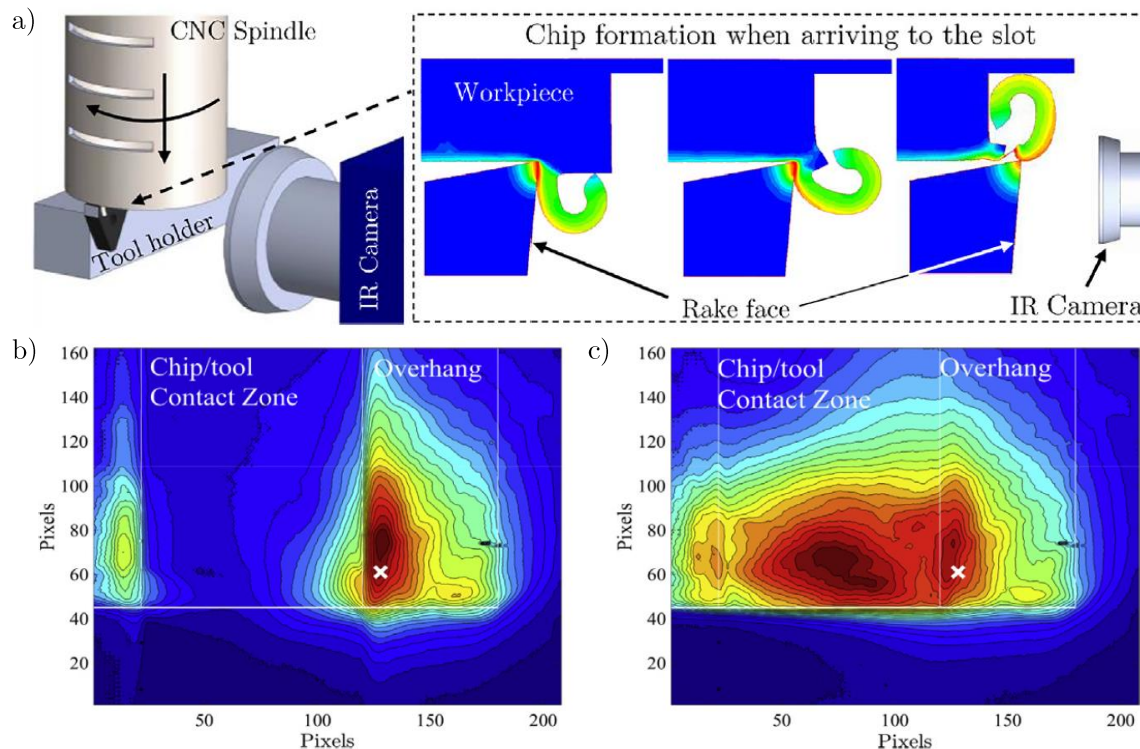 a)
CNC Spindle
Tool holder
IR Camera
Chip formation when arriving to the slot
Workpiece
Rake face
IR Camera
b)
Chip/tool
Contact Zone
Overhang
160
140
120
100
80
60
40
20
Pixels
50
100
150
200
Pixels
c)
Chip/tool
Contact Zone
Overhang
160
140
120
100
80
60
40
20
Pixels
50
100
150
200
Pixels